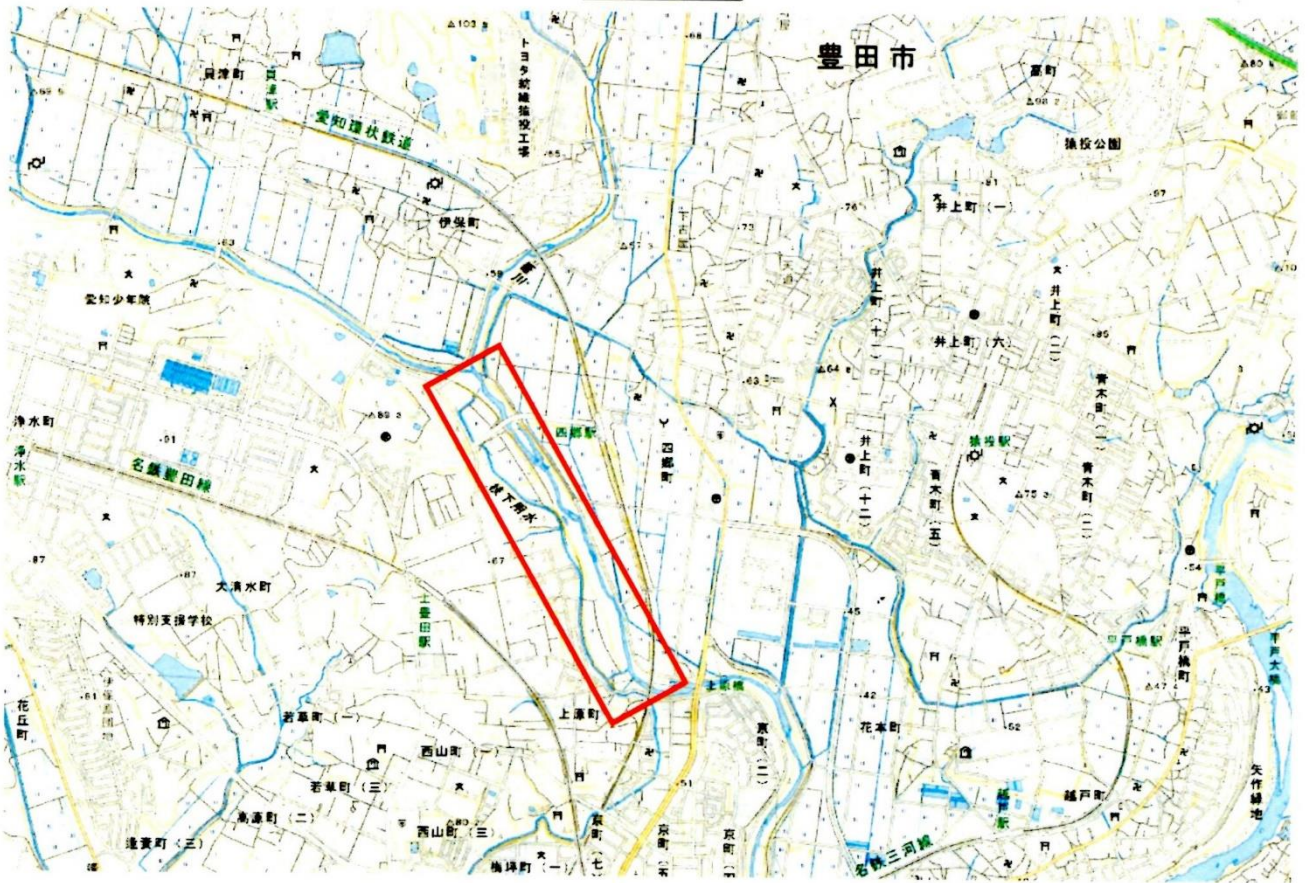 豊田市
貝津町
貝津駅
愛知環状鉄道
トヨタ紡織猿投工場
伊保町
籠川
高町
猿投公園
井上町（一）
井上町（二）
井上町（六）
井上町（十一）
井上町（十二）
愛知少年院
浄水町
浄水駅
名鉄豊田線
四郷駅
四郷町
枝下用水
猿投駅
青木町（一）
青木町（二）
青木町（五）
大清水町
特別支援学校
上豊田駅
花丘町
若草町（一）
若草町（三）
上原町
上原橋
西山町（一）
西山町（三）
高原町（二）
京町（二）
京町（七）
花本町
平戸橋駅
平戸橋町
平戸橋
平戸大橋
越戸町
越戸駅
矢作緑地
名鉄三河線
梅坪町（一）